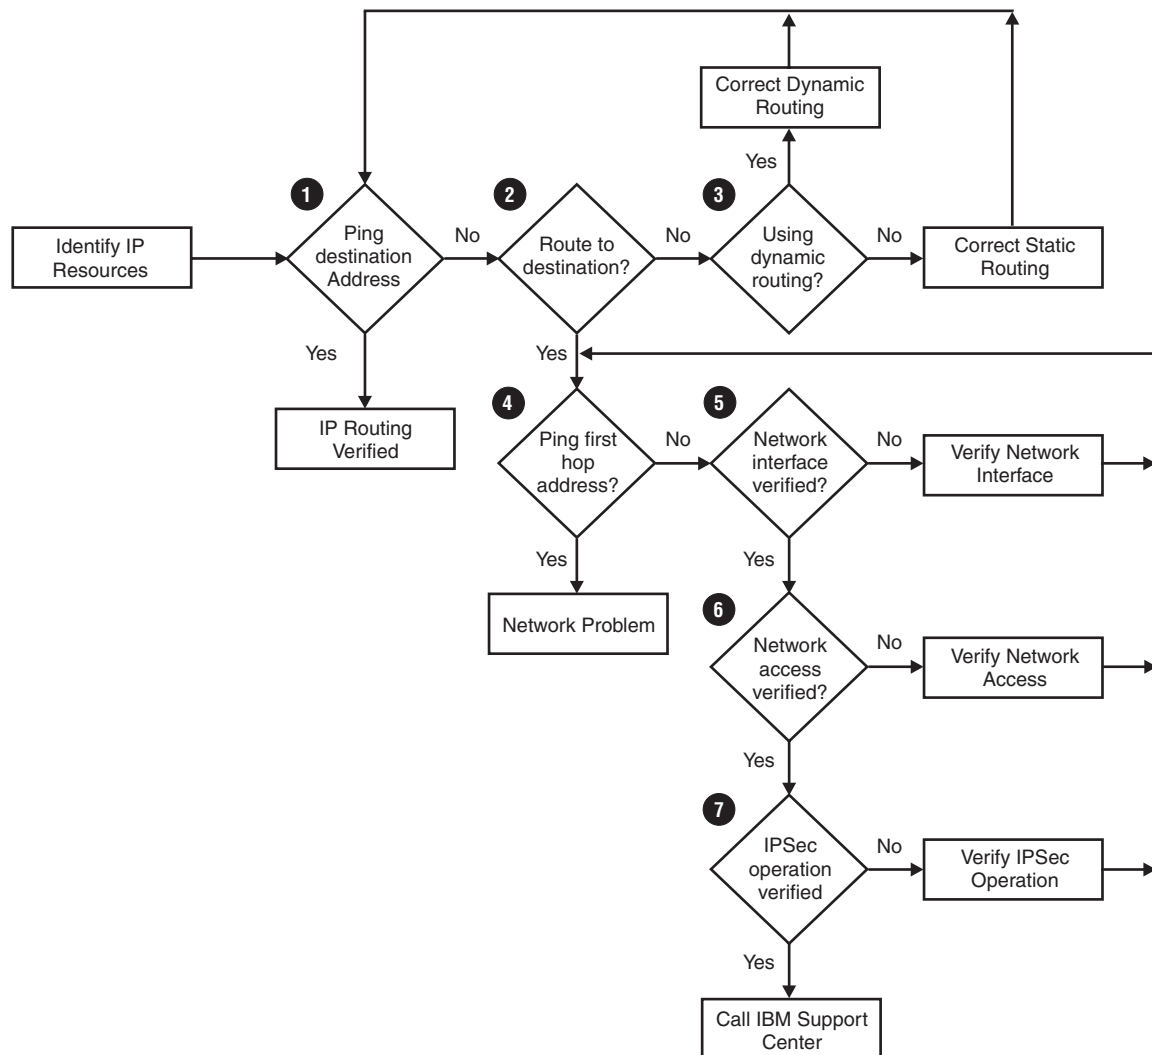 Correct Dynamic
Routing
Yes
1
2
3
Identify IP
Resources
Ping
destination
Address
No
Route to
destination?
No
Using
dynamic
routing?
No
Correct Static
Routing
Yes
Yes
IP Routing
Verified
4
5
Ping first
hop
address?
No
Network
interface
verified?
No
Verify Network
Interface
Yes
Yes
Network Problem
6
Network
access
verified?
No
Verify Network
Access
Yes
7
IPSec
operation
verified
No
Verify IPSec
Operation
Yes
Call IBM Support
Center